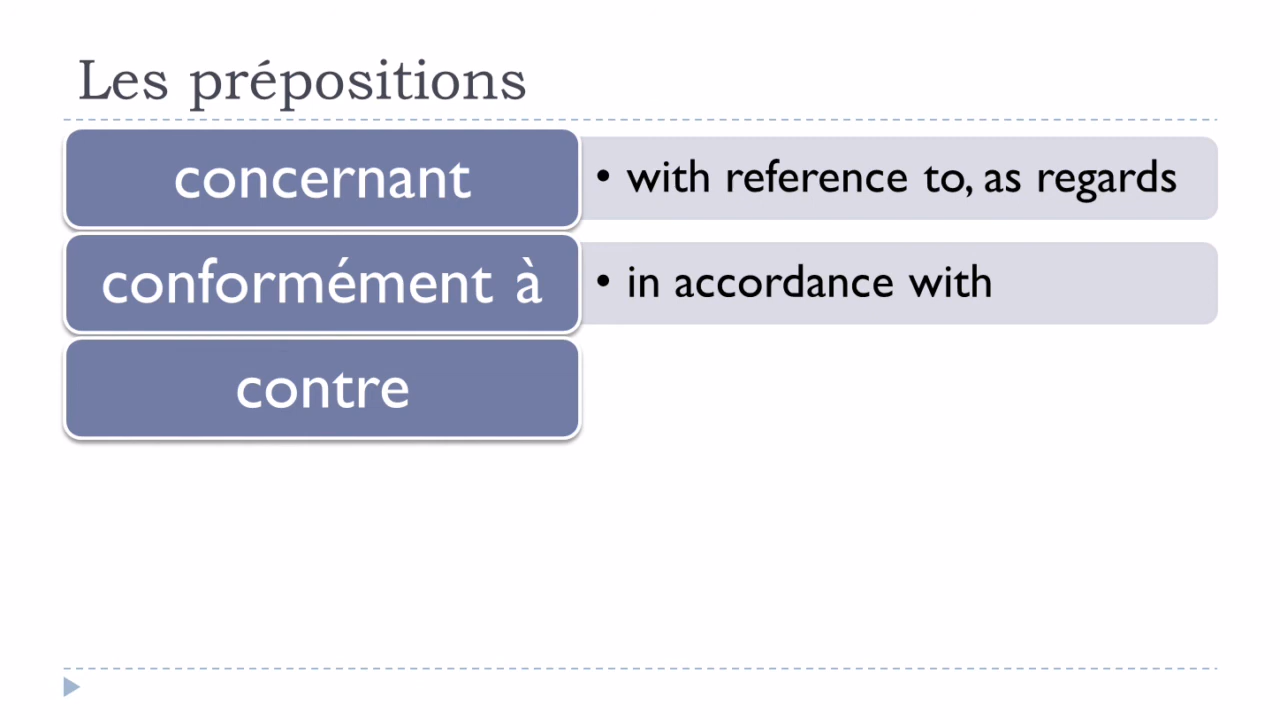 Les prépositions
concernant
• with reference to, as regards
conformément à
• in accordance with
contre